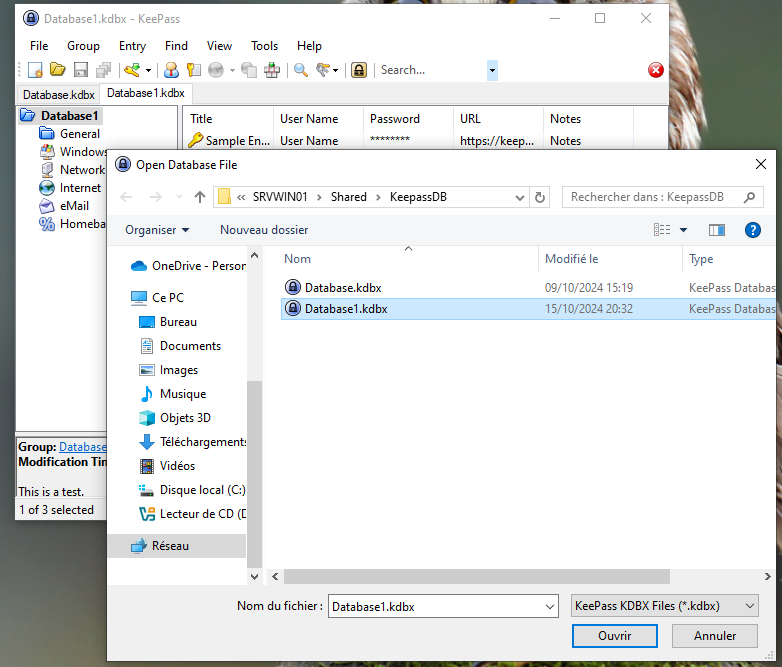 Database1.kdbx - KeePass
File Group Entry Find View Tools Help
Search...
Database.kdbx Database1.kdbx
Database1
General
Windows
Network
Internet
eMail
Homeba
Title User Name Password URL Notes
Sample En... User Name ******** https://keep... Notes
Group: Database
Modification Tim
This is a test.
1 of 3 selected
Open Database File
« SRVWIN01 > Shared > KeepassDB
Rechercher dans : KeepassDB
Organiser Nouveau dossier
OneDrive - Person
Ce PC
Bureau
Documents
Images
Musique
Objets 3D
Téléchargements
Vidéos
Disque local (C:)
Lecteur de CD (D
Réseau
Nom Modifié le Type
Database.kdbx 09/10/2024 15:19 KeePass Databas
Database1.kdbx 15/10/2024 20:32 KeePass Databas
Nom du fichier : Database1.kdbx KeePass KDBX Files (*.kdbx)
Ouvrir Annuler